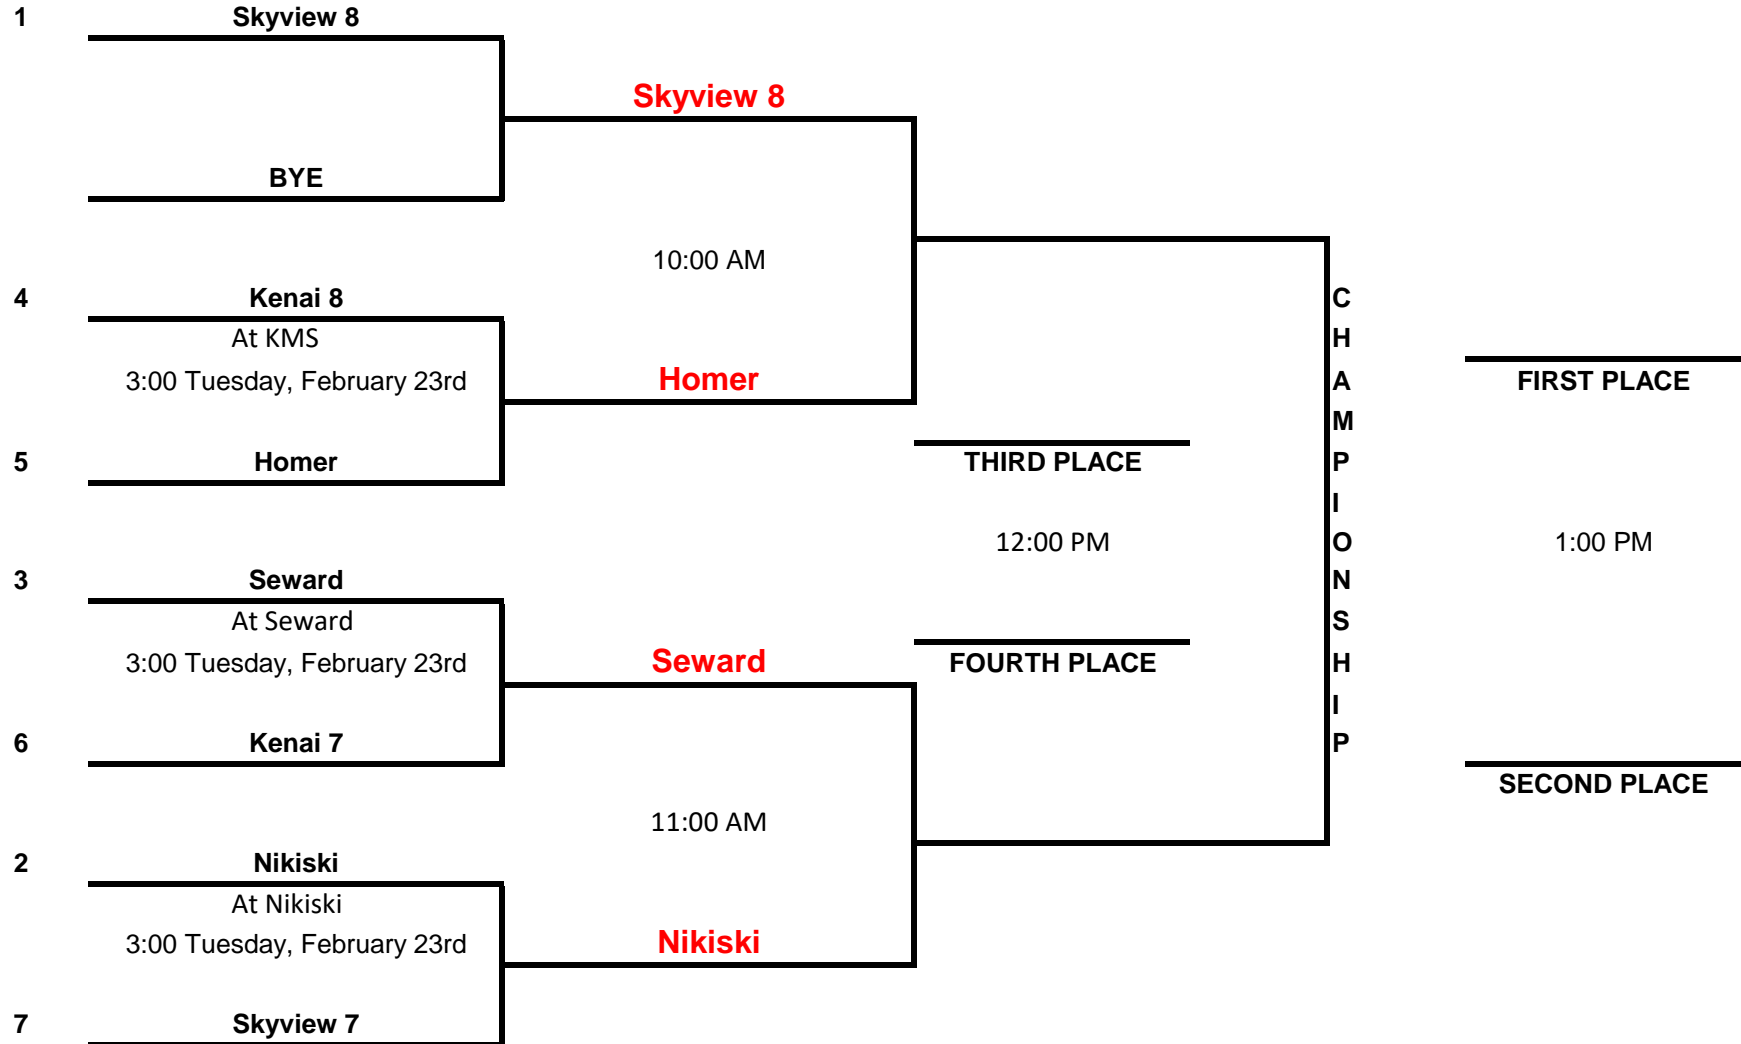 1
Skyview 8
Skyview 8
BYE
10:00 AM
4
Kenai 8
At KMS
3:00 Tuesday, February 23rd
Homer
5
Homer
3
Seward
At Seward
3:00 Tuesday, February 23rd
Seward
6
Kenai 7
11:00 AM
2
Nikiski
At Nikiski
3:00 Tuesday, February 23rd
Nikiski
7
Skyview 7
THIRD PLACE
12:00 PM
FOURTH PLACE
C
H
A
M
P
I
O
N
S
H
I
P
FIRST PLACE
1:00 PM
SECOND PLACE